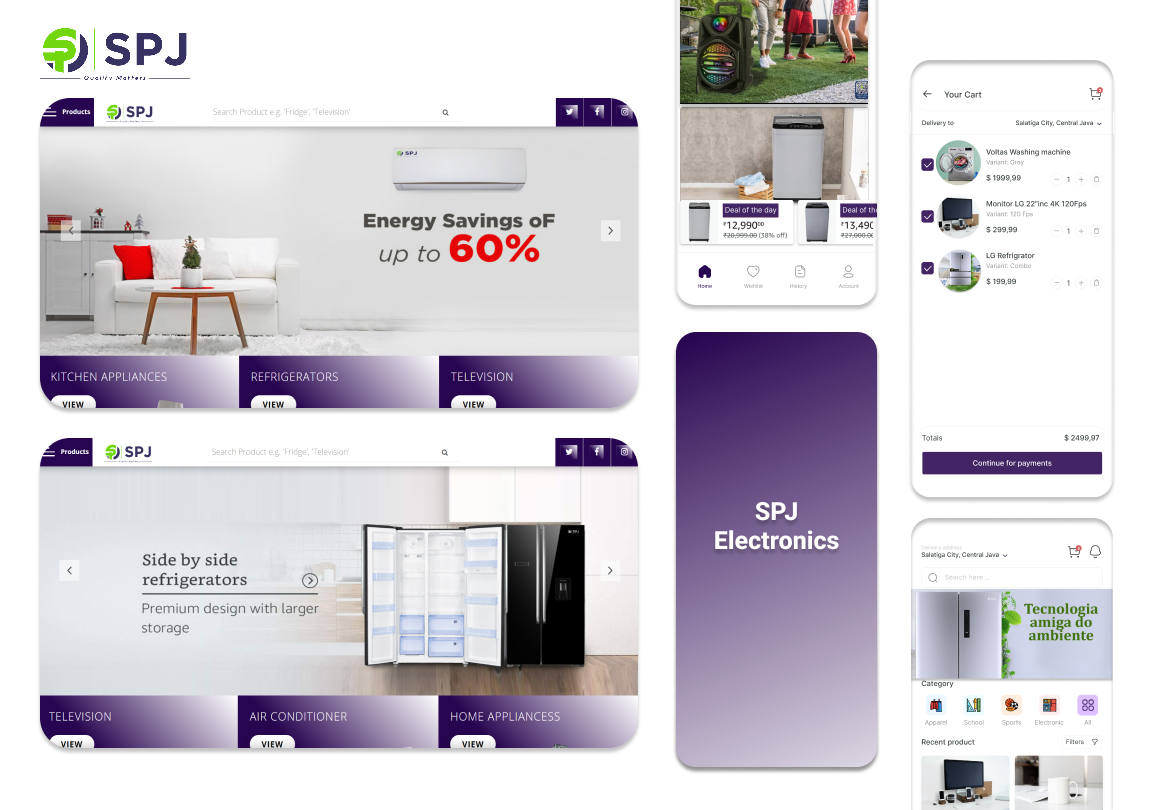 SPJ
Quality Matters
Products
SPJ
Search Product e.g. 'Fridge', 'Television'
SPJ
Energy Savings oF
up to 60%
KITCHEN APPLIANCES
REFRIGERATORS
TELEVISION
VIEW
VIEW
VIEW
Products
SPJ
Search Product e.g. 'Fridge', 'Television'
Side by side
refrigerators
Premium design with larger
storage
TELEVISION
AIR CONDITIONER
HOME APPLIANCESS
VIEW
VIEW
VIEW
Deal of the day
₹12,990⁰⁰
₹20,999.00 (38% off)
Deal of th
₹13,490
₹27,000.00
Home
Wishlist
History
Account
SPJ
Electronics
Your Cart
Delivery to
Salatiga City, Central Java
Voltas Washing machine
Variant: Grey
$ 1999,99
1
Monitor LG 22"inc 4K 120Fps
Variant: 120 Fps
$ 299,99
1
LG Refrigrator
Variant: Combo
$ 199,99
1
Totals
$ 2499,97
Continue for payments
Delivery address
Salatiga City, Central Java
Search here ...
Tecnologia
amiga do
ambiente
Category
Apparel
School
Sports
Electronic
All
Recent product
Filters